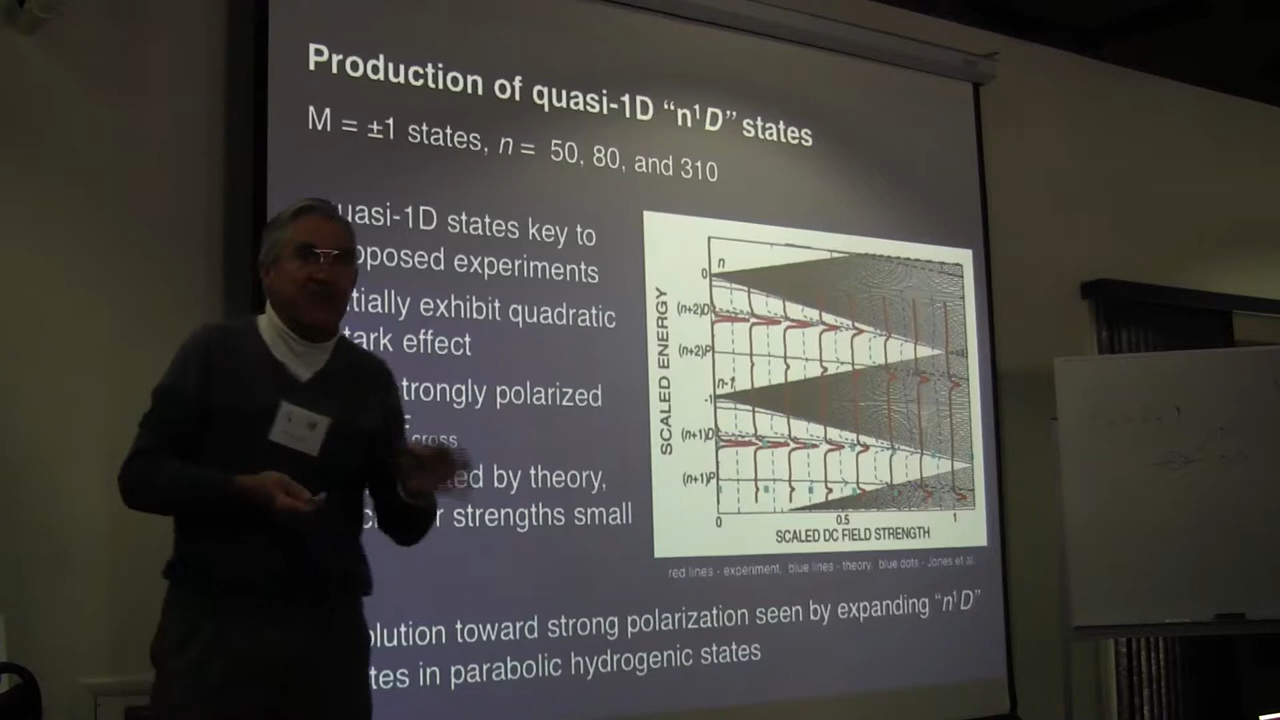 Production of quasi-1D “n¹D” states
M = ±1 states, n = 50, 80, and 310
uasi-1D states key to
pposed experiments
tially exhibit quadratic
tark effect
trongly polarized
cross
ted by theory,
r strengths small
olution toward strong polarization seen by expanding “n¹D”
tes in parabolic hydrogenic states
SCALED ENERGY
n
0
(n+2)D
(n+2)P
n-1
-1
(n+1)D
(n+1)P
0 0.5 1
SCALED DC FIELD STRENGTH
red lines - experiment, blue lines - theory, blue dots - Jones et al.